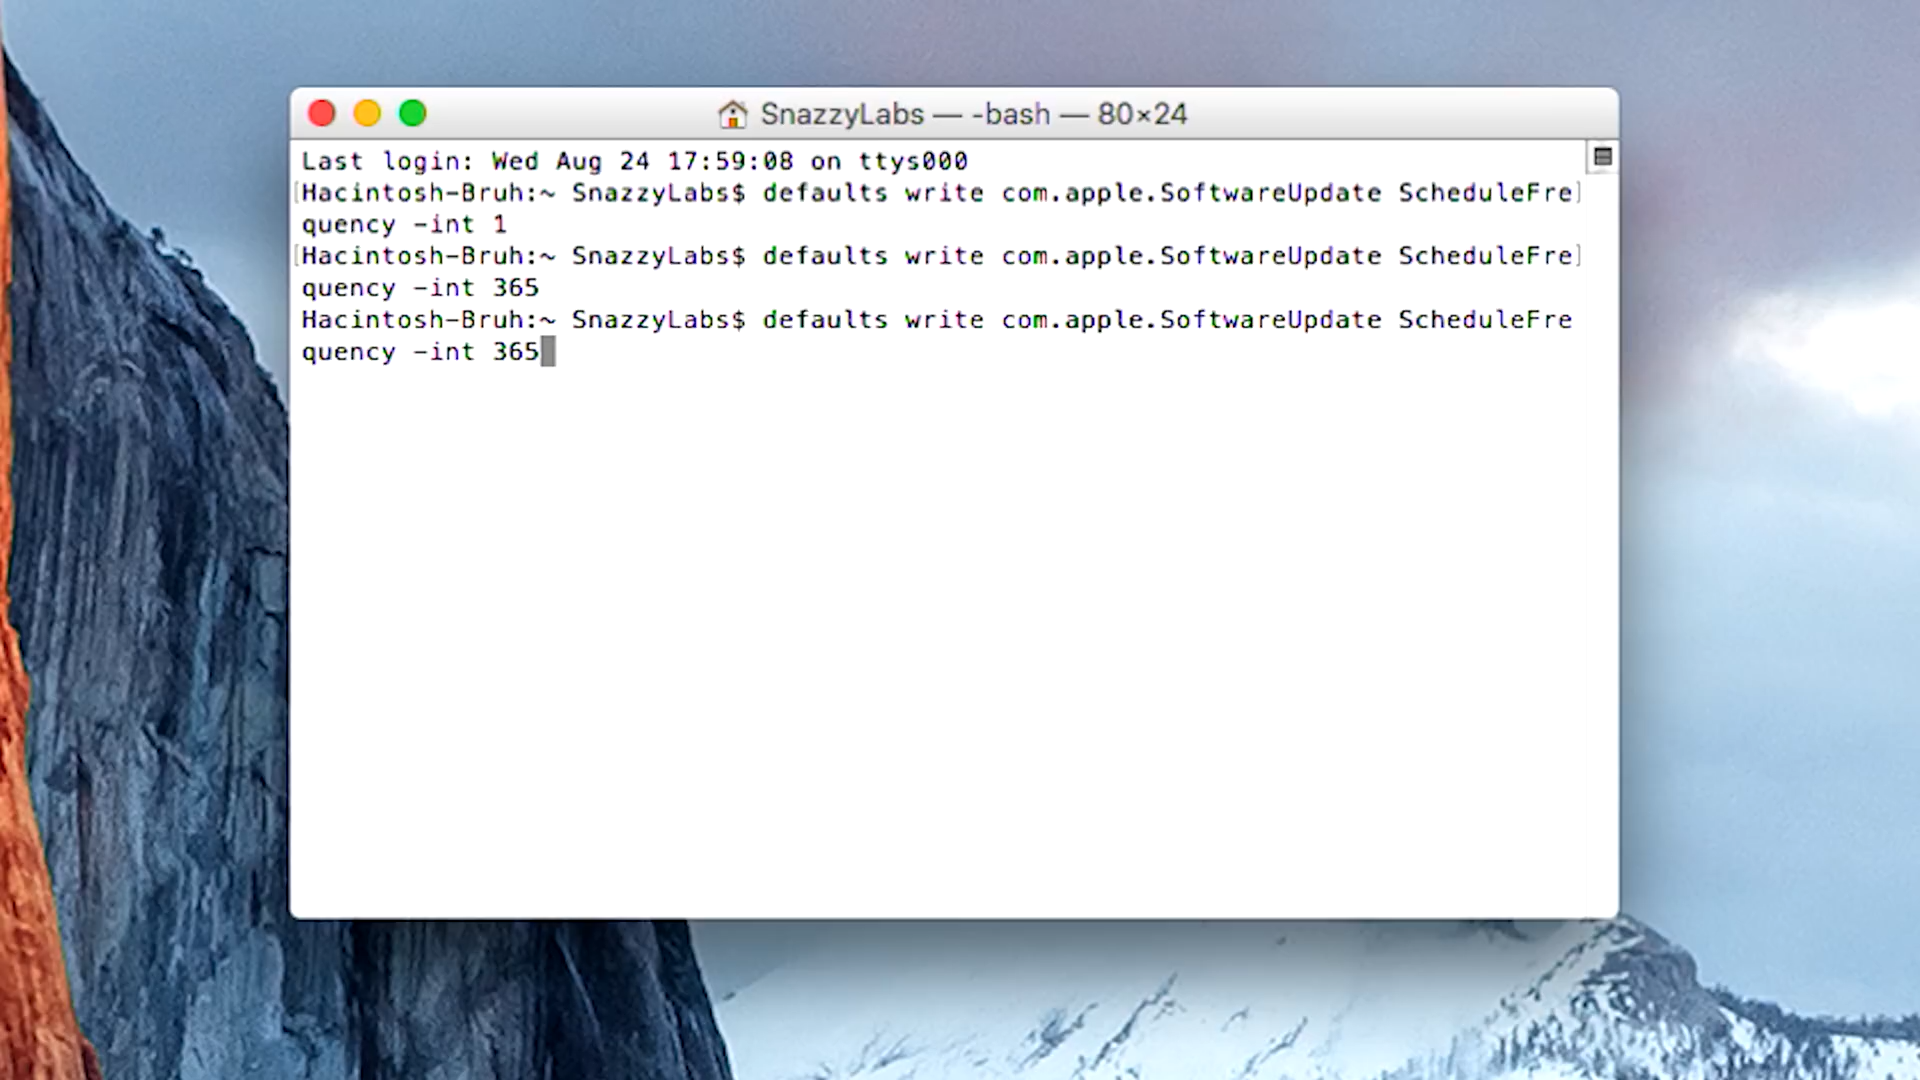 SnazzyLabs — -bash — 80×24
Last login: Wed Aug 24 17:59:08 on ttys000
[Hacintosh-Bruh:~ SnazzyLabs$ defaults write com.apple.SoftwareUpdate ScheduleFre]
quency -int 1
[Hacintosh-Bruh:~ SnazzyLabs$ defaults write com.apple.SoftwareUpdate ScheduleFre]
quency -int 365
Hacintosh-Bruh:~ SnazzyLabs$ defaults write com.apple.SoftwareUpdate ScheduleFre
quency -int 365